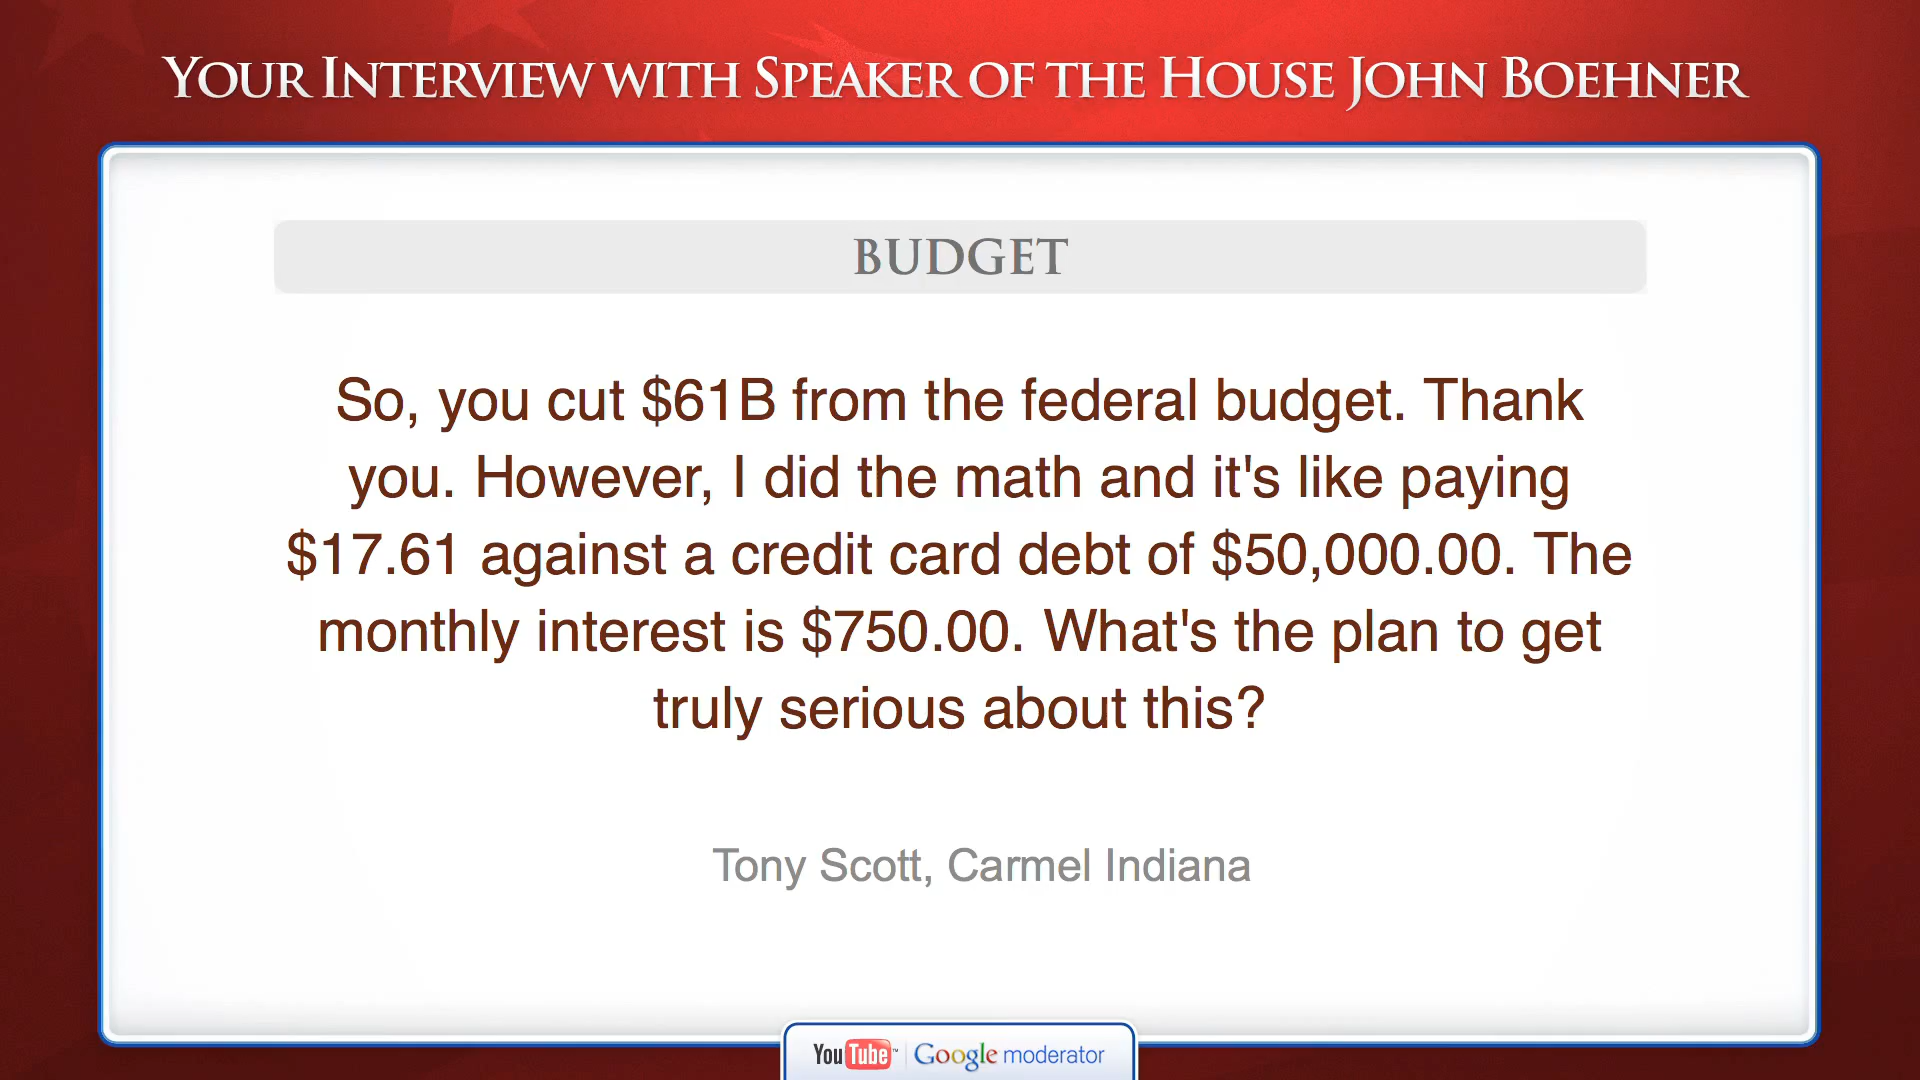 YOUR INTERVIEW WITH SPEAKER OF THE HOUSE JOHN BOEHNER
BUDGET
So, you cut $61B from the federal budget. Thank
you. However, I did the math and it's like paying
$17.61 against a credit card debt of $50,000.00. The
monthly interest is $750.00. What's the plan to get
truly serious about this?
Tony Scott, Carmel Indiana
YouTube™ | Google moderator